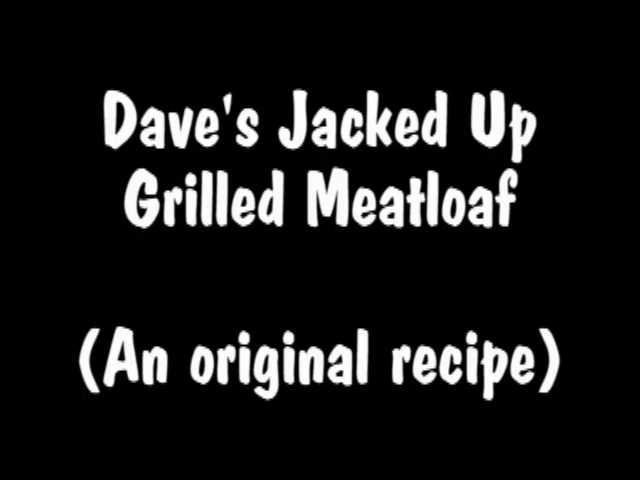 Dave's Jacked Up
Grilled Meatloaf
(An original recipe)